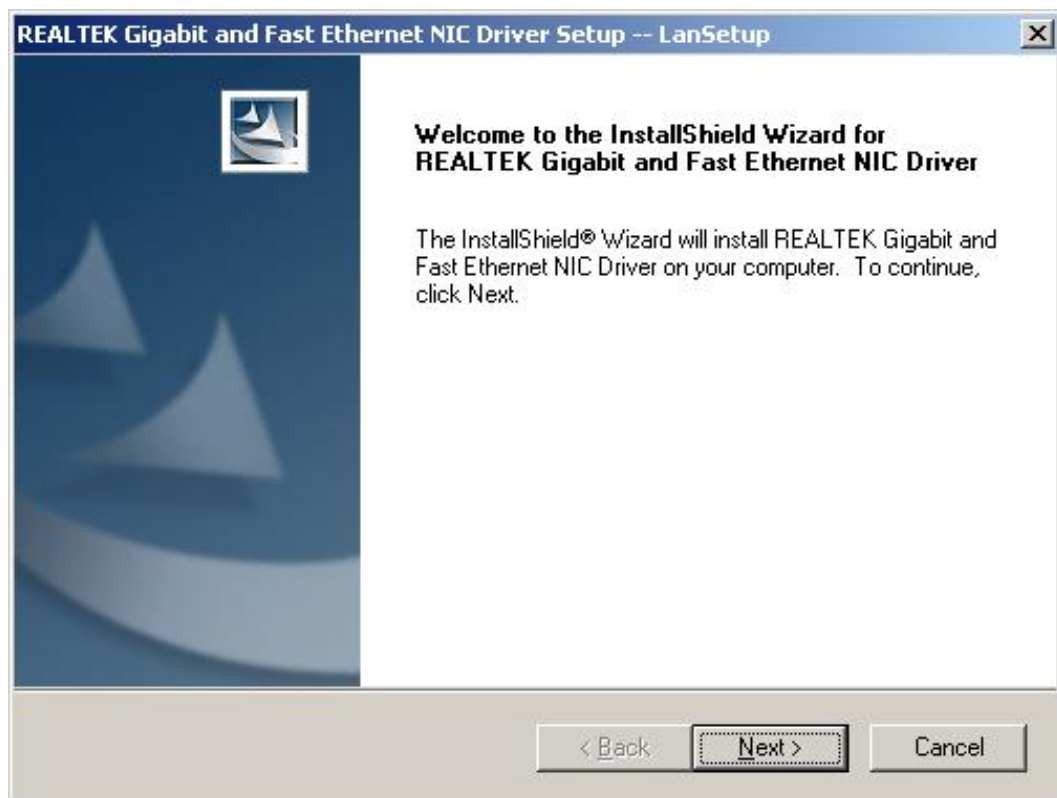 REALTEK Gigabit and Fast Ethernet NIC Driver Setup -- LanSetup
Welcome to the InstallShield Wizard for
REALTEK Gigabit and Fast Ethernet NIC Driver
The InstallShield® Wizard will install REALTEK Gigabit and
Fast Ethernet NIC Driver on your computer. To continue,
click Next.
< Back Next > Cancel